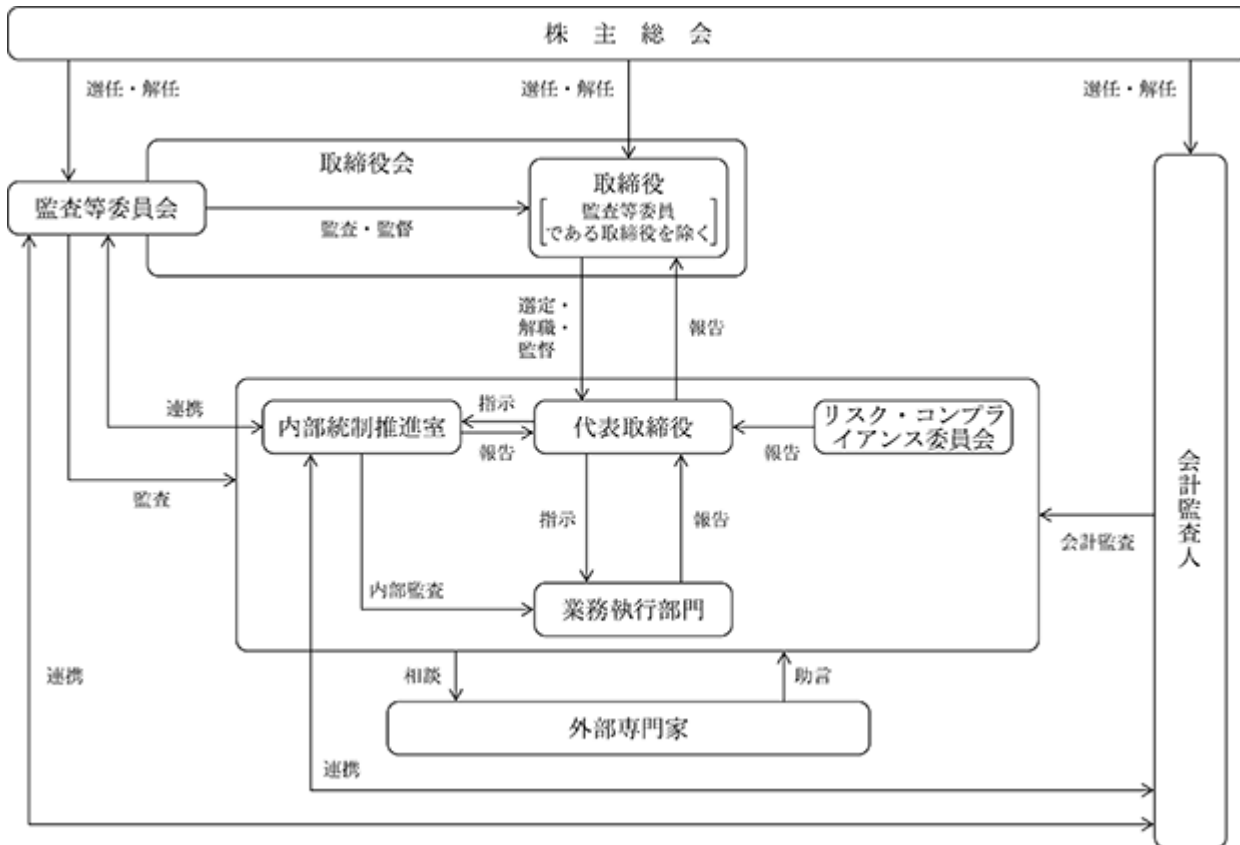 株主総会
選任・解任
選任・解任
選任・解任
取締役会
取締役
監査等委員
である取締役を除く
監査等委員会
監査・監督
選定・
解職・
監督
報告
連携
内部統制推進室
指示
報告
代表取締役
リスク・コンプラ
イアンス委員会
報告
監査
指示
報告
会計監査
会計監査人
内部監査
業務執行部門
連携
相談
助言
外部専門家
連携